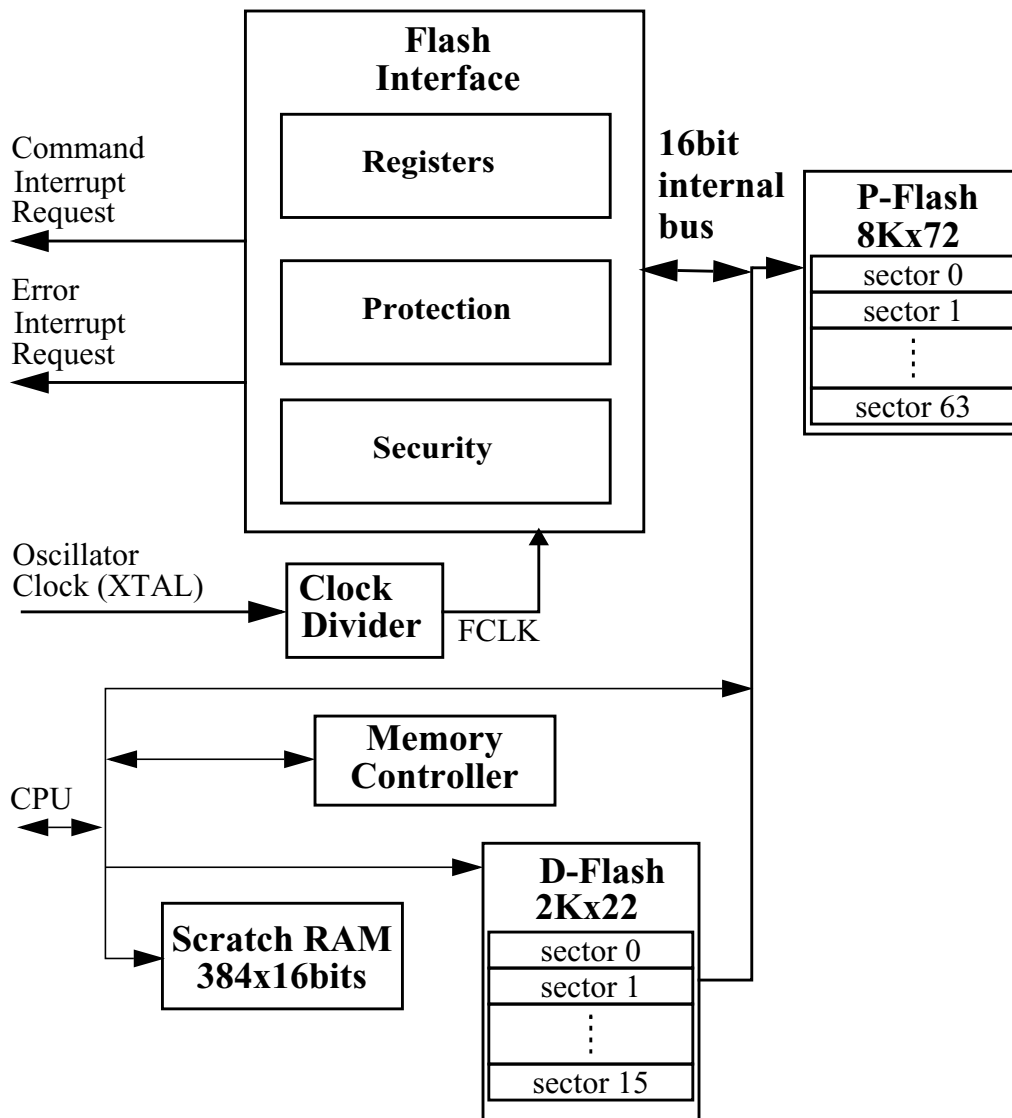 Flash
Interface
Registers
Protection
Security
Command
Interrupt
Request
Error
Interrupt
Request
16bit
internal
bus
P-Flash
8Kx72
sector 0
sector 1
sector 63
Oscillator
Clock (XTAL)
Clock
Divider
FCLK
Memory
Controller
CPU
Scratch RAM
384x16bits
D-Flash
2Kx22
sector 0
sector 1
sector 15